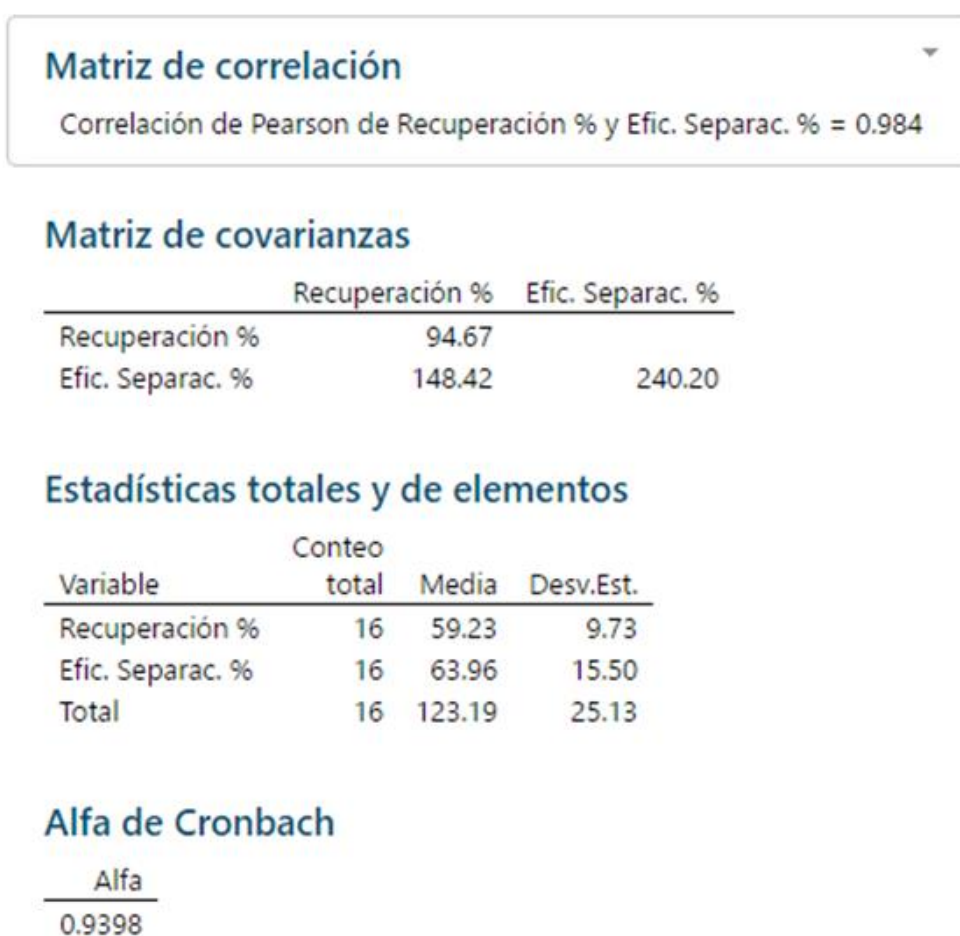 Matriz de correlación
Correlación de Pearson de Recuperación % y Efic. Separac. % = 0.984
Matriz de covarianzas
Recuperación % Efic. Separac. %
Recuperación % 94.67
Efic. Separac. % 148.42 240.20
Estadísticas totales y de elementos
Conteo
Variable total Media Desv.Est.
Recuperación % 16 59.23 9.73
Efic. Separac. % 16 63.96 15.50
Total 16 123.19 25.13
Alfa de Cronbach
Alfa
0.9398